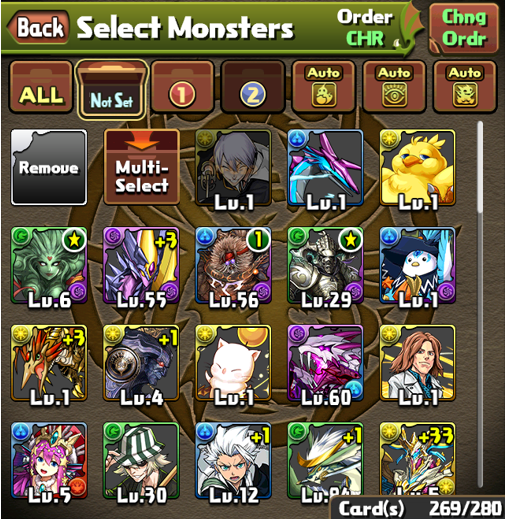 Back Select Monsters Order CHR Chng Ordr
ALL Not Set 1 2 Auto Auto Auto
Remove Multi-Select Lv.1 Lv.1 Lv.1
+3 1
Lv.6 Lv.55 Lv.56 Lv.29 Lv.1
+3 +1
Lv.1 Lv.4 Lv.1 Lv.60 Lv.1
+1 +1 +33
Lv.5 Lv.30 Lv.12
Card(s) 269/280